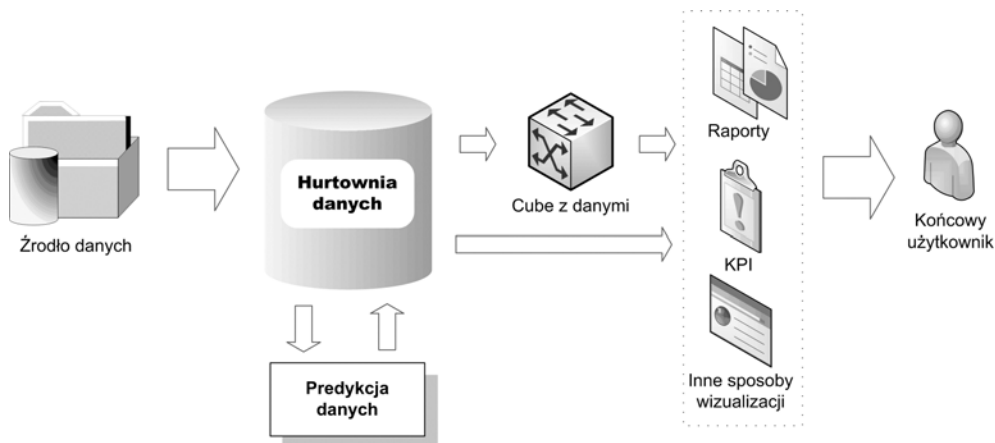 Źrodło danych
Hurtownia
danych
Predykcja
danych
Cube z danymi
Raporty
KPI
Inne sposoby
wizualizacji
Końcowy
użytkownik